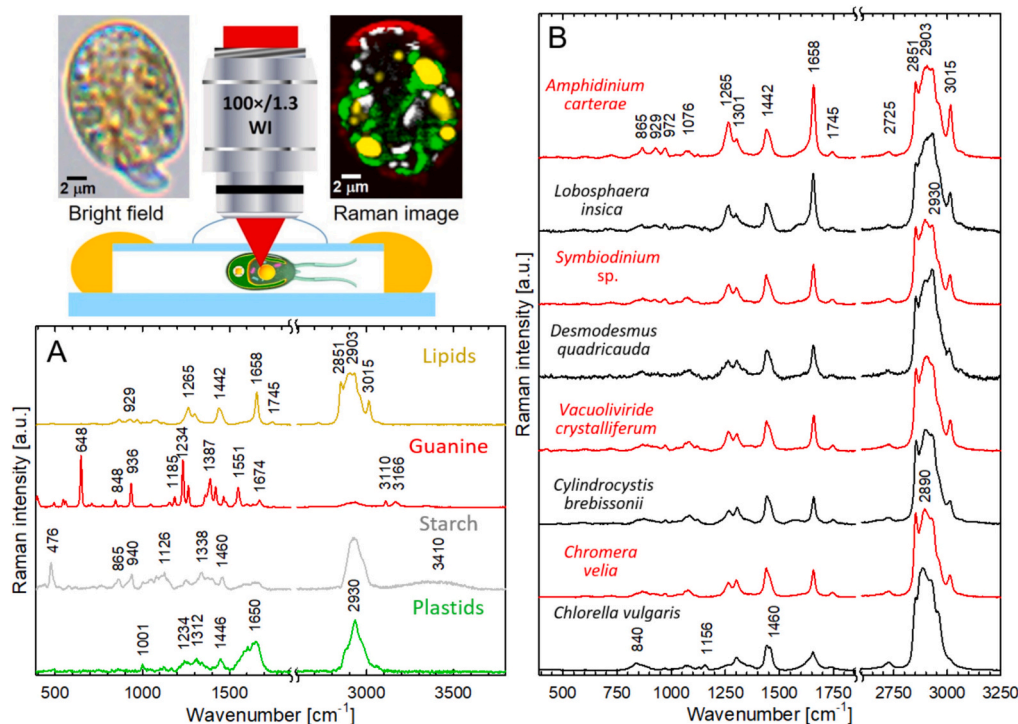 100×/1.3
WI
2 μm
Bright field
2 μm
Raman image
A
Raman intensity [a.u.]
Lipids
929
1265
1442
1658
1745
2851
2903
3015
Guanine
648
848
936
1185
1234
1387
1551
1674
3110
3166
Starch
476
865
940
1126
1338
1460
3410
Plastids
1001
1234
1312
1446
1650
2930
500 1000 1500 3000 3500
Wavenumber [cm⁻¹]
B
Raman intensity [a.u.]
Amphidinium
carterae
865
929
972
1076
1265
1301
1442
1658
1745
2725
2851
2903
3015
Lobosphaera
insica
2930
Symbiodinium
sp.
Desmodesmus
quadricauda
Vacuoliviride
crystalliferum
Cylindrocystis
brebissonii
2890
Chromera
velia
Chlorella vulgaris
840
1156
1460
500 750 1000 1250 1500 1750 2750 3000 3250
Wavenumber [cm⁻¹]